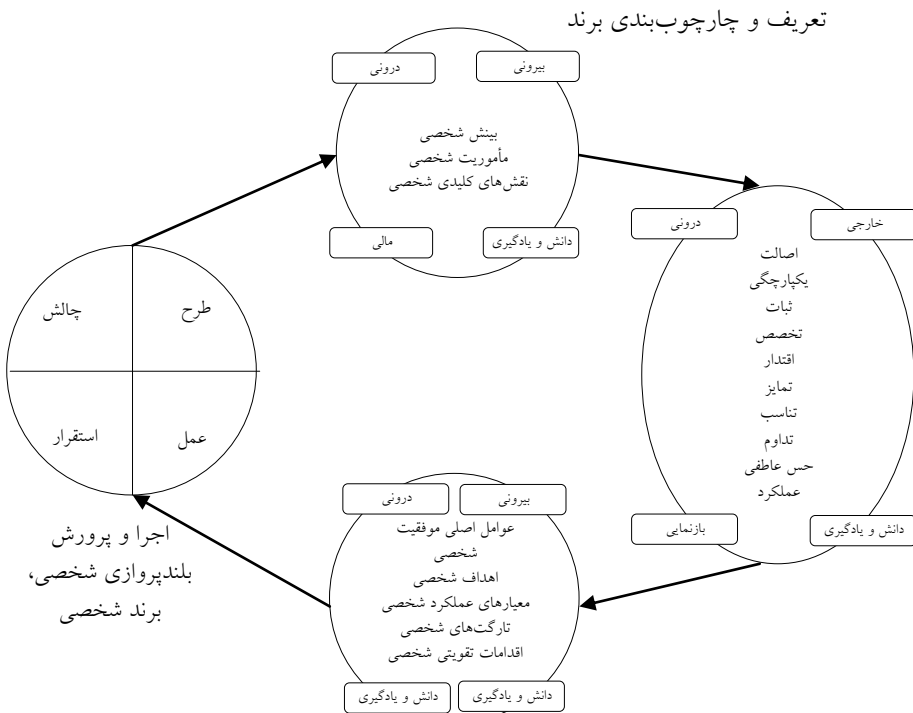 تعریف و چارچوب‌بندی برند
بیرونی
درونی
بینش شخصی
مأموریت شخصی
نقش‌های کلیدی شخصی
دانش و یادگیری
مالی
خارجی
درونی
اصالت
یکپارچگی
ثبات
تخصص
اقتدار
تمایز
تناسب
تداوم
حس عاطفی
عملکرد
دانش و یادگیری
بازنمایی
بیرونی
درونی
عوامل اصلی موفقیت
شخصی
اهداف شخصی
معیارهای عملکرد شخصی
تارگت‌های شخصی
اقدامات تقویتی شخصی
دانش و یادگیری
دانش و یادگیری
طرح
چالش
عمل
استقرار
اجرا و پرورش
بلندپروازی شخصی،
برند شخصی